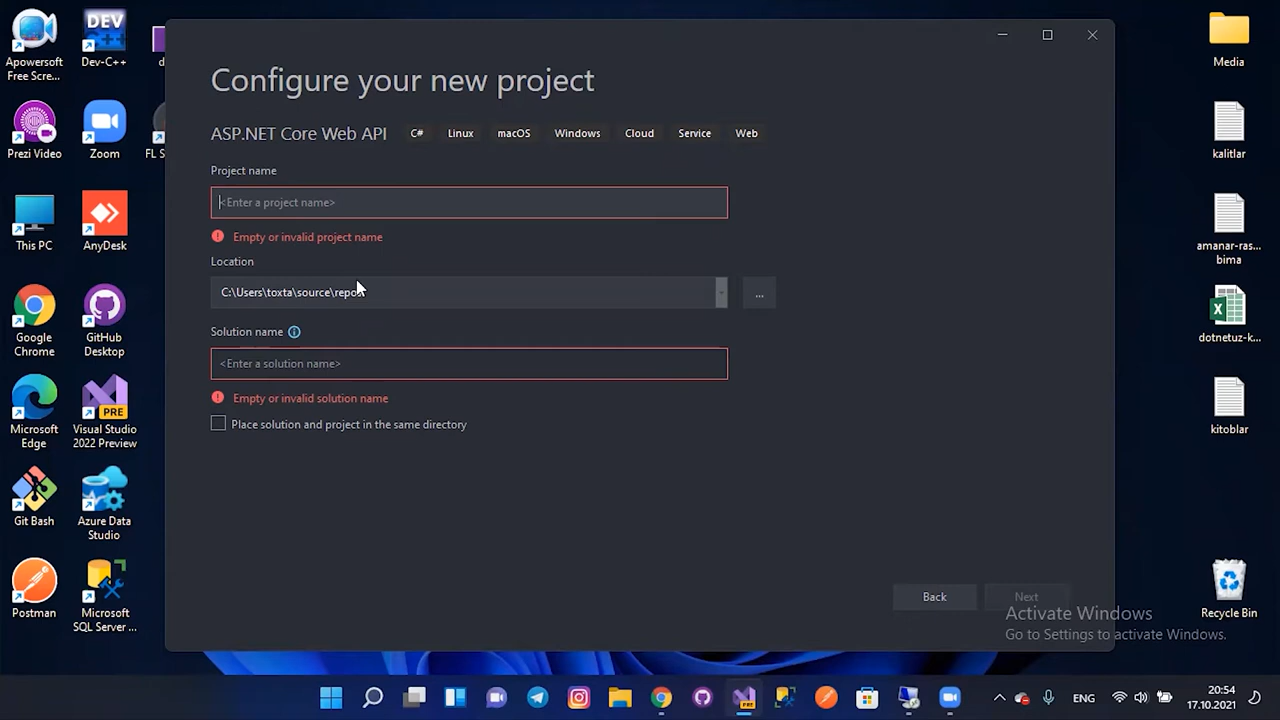 Apowersoft
Free Scre...
DEV
Dev-C++
d
Prezi Video
Zoom
FL S
This PC
AnyDesk
Google
Chrome
GitHub
Desktop
Microsoft
Edge
PRE
Visual Studio
2022 Preview
Git Bash
Azure Data
Studio
Postman
Microsoft
SQL Server ...
Configure your new project
ASP.NET Core Web API
C#
Linux
macOS
Windows
Cloud
Service
Web
Project name
<Enter a project name>
Empty or invalid project name
Location
C:\Users\toxta\source\repos
...
Solution name
<Enter a solution name>
Empty or invalid solution name
Place solution and project in the same directory
Back
Next
Activate Windows
Go to Settings to activate Windows.
Media
kalitlar
amanar-ras...
bima
dotnetuz-k...
kitoblar
Recycle Bin
PRE
ENG
20:54
17.10.2021